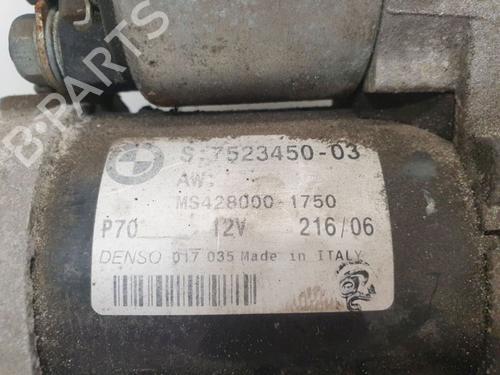 B-PARTS
S:7523450-03
AW:
MS428000-1750
P70 12V 216/06
DENSO 017 035 Made in ITALY